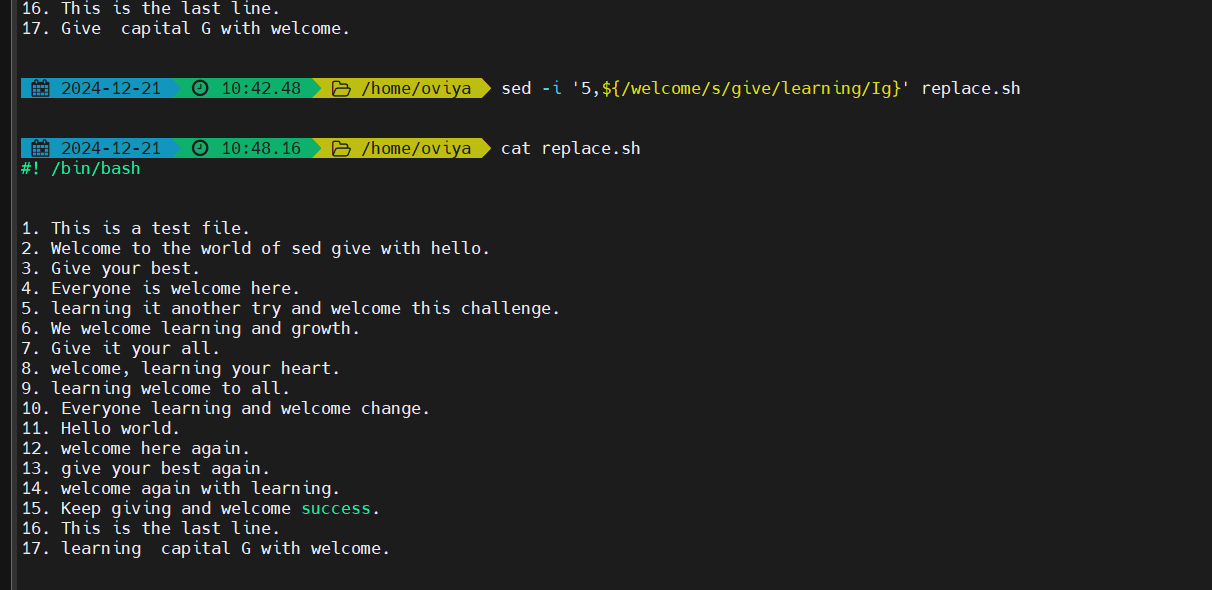 16. This is the last line.
17. Give  capital G with welcome.
2024-12-21 10:42.48 /home/oviya sed -i '5,${/welcome/s/give/learning/Ig}' replace.sh
2024-12-21 10:48.16 /home/oviya cat replace.sh
#! /bin/bash
1. This is a test file.
2. Welcome to the world of sed give with hello.
3. Give your best.
4. Everyone is welcome here.
5. learning it another try and welcome this challenge.
6. We welcome learning and growth.
7. Give it your all.
8. welcome, learning your heart.
9. learning welcome to all.
10. Everyone learning and welcome change.
11. Hello world.
12. welcome here again.
13. give your best again.
14. welcome again with learning.
15. Keep giving and welcome success.
16. This is the last line.
17. learning  capital G with welcome.